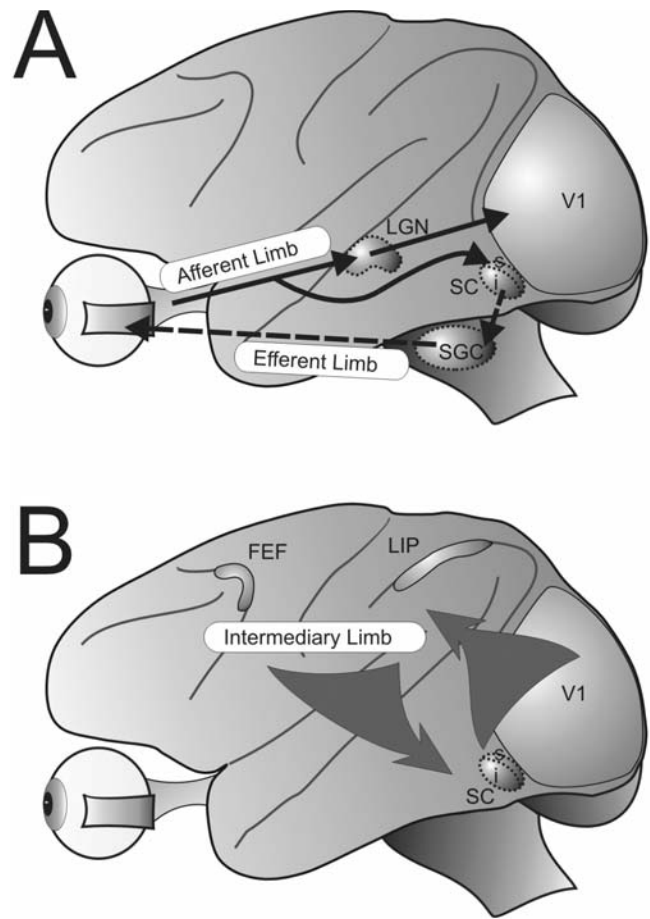 A
LGN
V1
Afferent Limb
s
SC i
SGC
Efferent Limb
B
FEF
LIP
Intermediary Limb
V1
s
i
SC